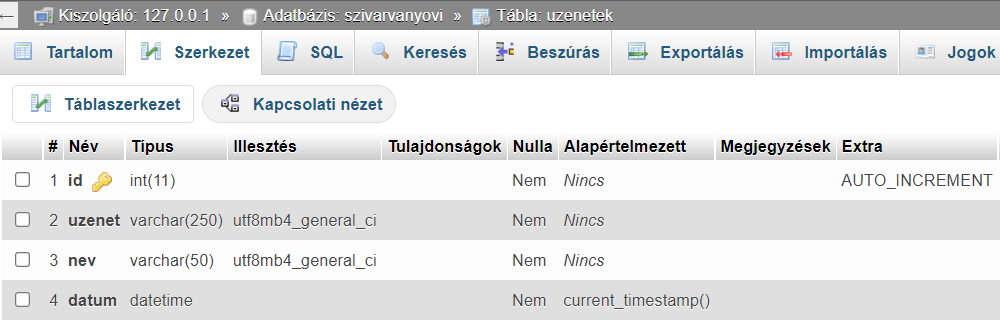 Kiszolgáló: 127.0.0.1 » Adatbázis: szivarvanyovi » Tábla: uzenetek
Tartalom Szerkezet SQL Keresés Beszúrás Exportálás Importálás Jogok
Táblaszerkezet Kapcsolati nézet
# Név Típus Illesztés Tulajdonságok Nulla Alapértelmezett Megjegyzések Extra
1 id int(11) Nem Nincs AUTO_INCREMENT
2 uzenet varchar(250) utf8mb4_general_ci Nem Nincs
3 nev varchar(50) utf8mb4_general_ci Nem Nincs
4 datum datetime Nem current_timestamp()